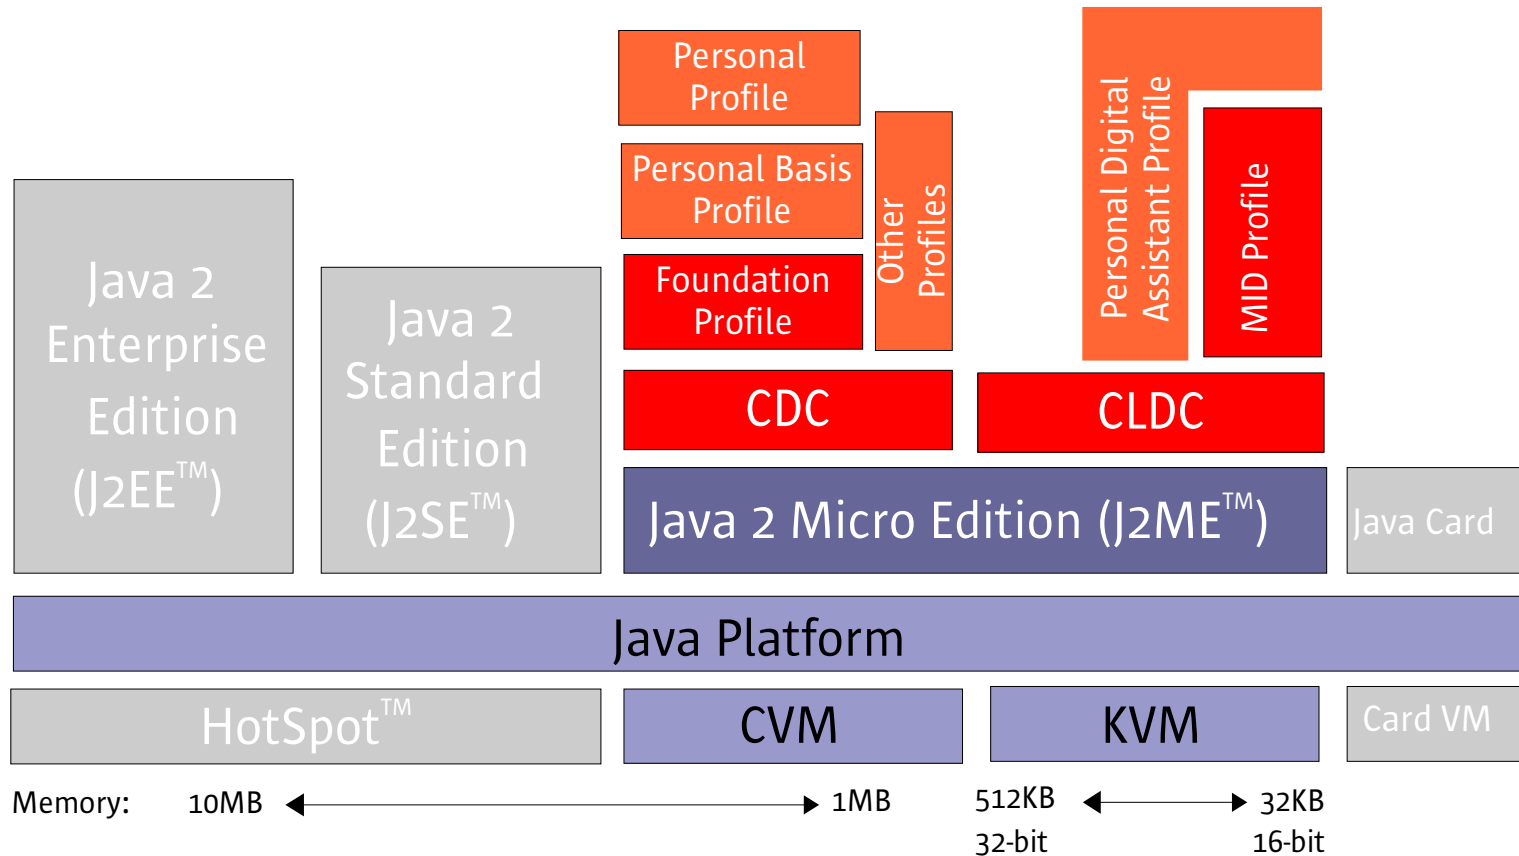 Personal
Profile
Personal Basis
Profile
Foundation
Profile
Other
Profiles
Personal Digital
Assistant Profile
MID Profile
Java 2
Enterprise
Edition
(J2EE™)
Java 2
Standard
Edition
(J2SE™)
CDC
CLDC
Java 2 Micro Edition (J2ME™)
Java Card
Java Platform
HotSpot™
CVM
KVM
Card VM
Memory:
10MB
1MB
512KB
32-bit
32KB
16-bit